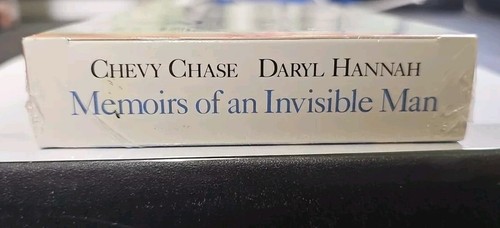 CHEVY CHASE DARYL HANNAH
Memoirs of an Invisible Man